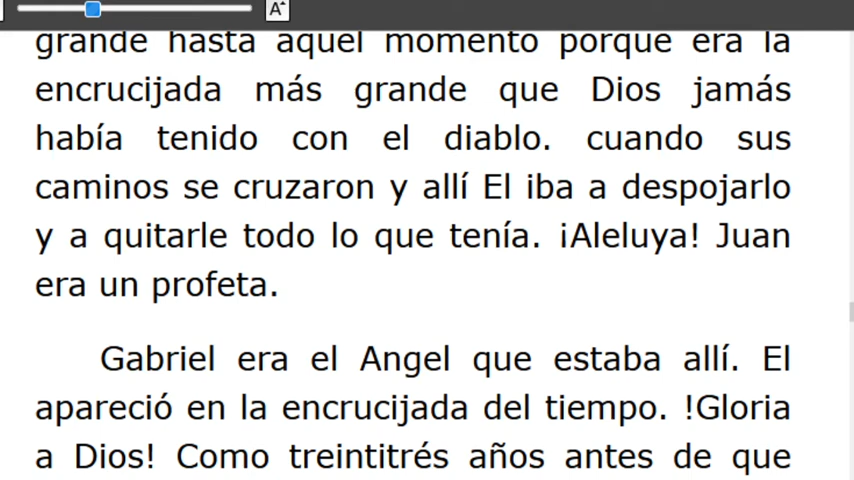 A
grande hasta aquel momento porque era la
encrucijada más grande que Dios jamás
había tenido con el diablo. cuando sus
caminos se cruzaron y allí El iba a despojarlo
y a quitarle todo lo que tenía. ¡Aleluya! Juan
era un profeta.
Gabriel era el Angel que estaba allí. El
apareció en la encrucijada del tiempo. !Gloria
a Dios! Como treintitrés años antes de que